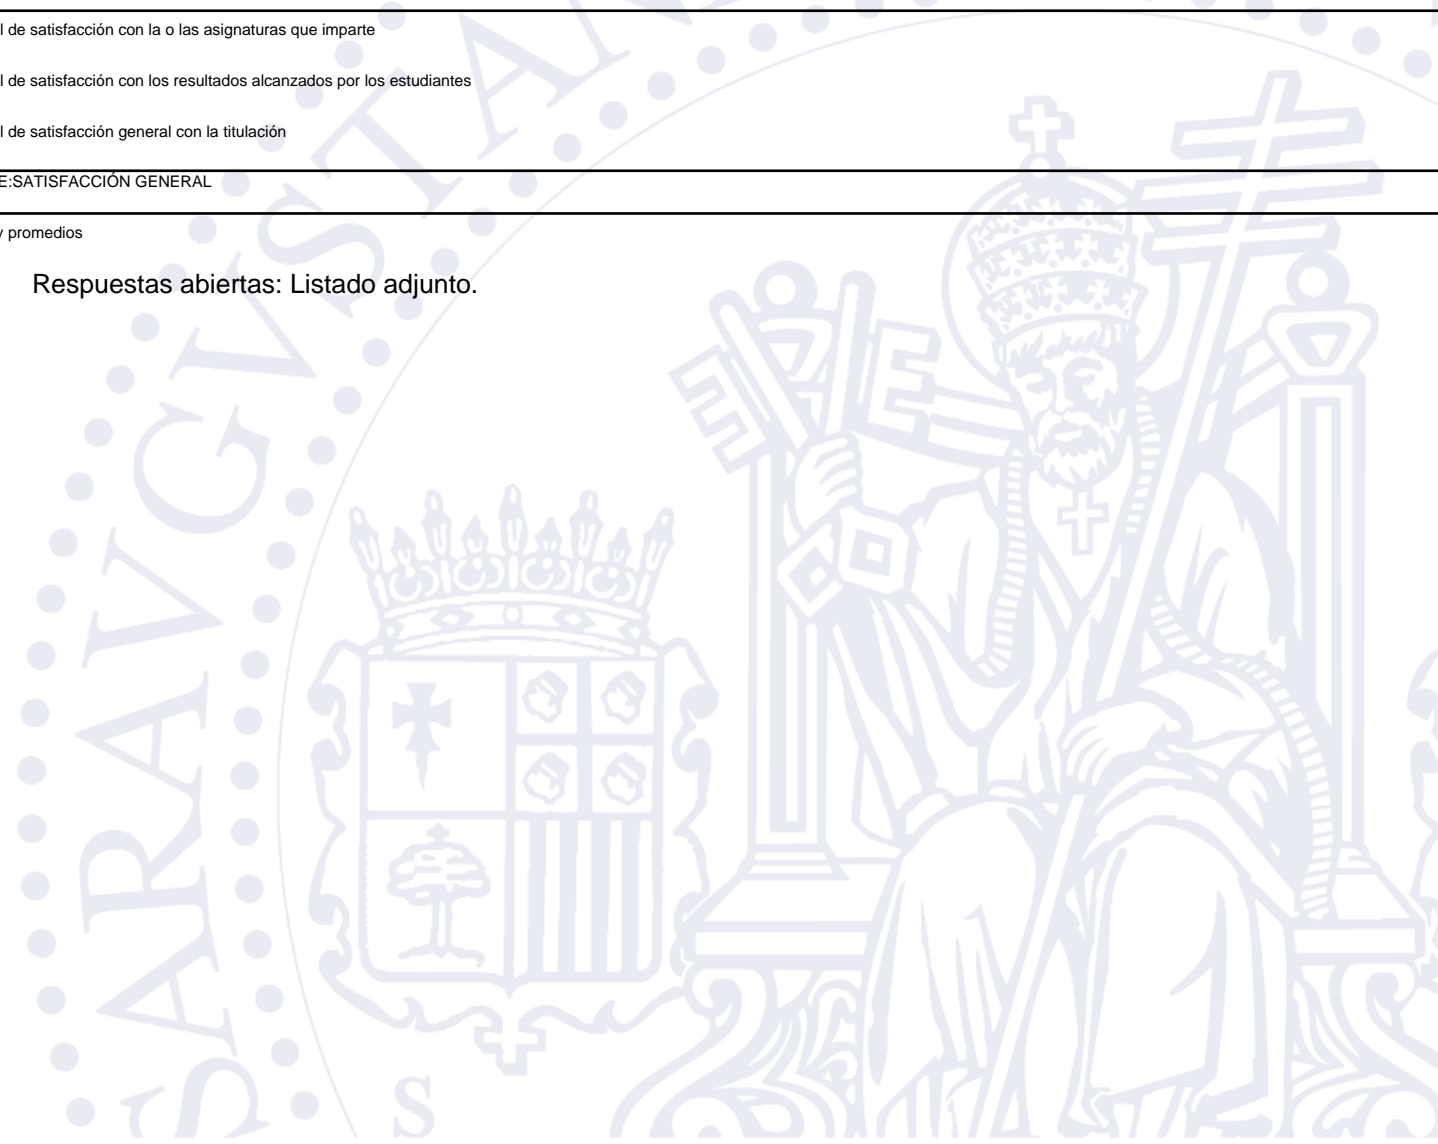 l de satisfacción con la o las asignaturas que imparte
l de satisfacción con los resultados alcanzados por los estudiantes
l de satisfacción general con la titulación
E:SATISFACCIÓN GENERAL
y promedios
Respuestas abiertas: Listado adjunto.
SARAVGVSTAN
S